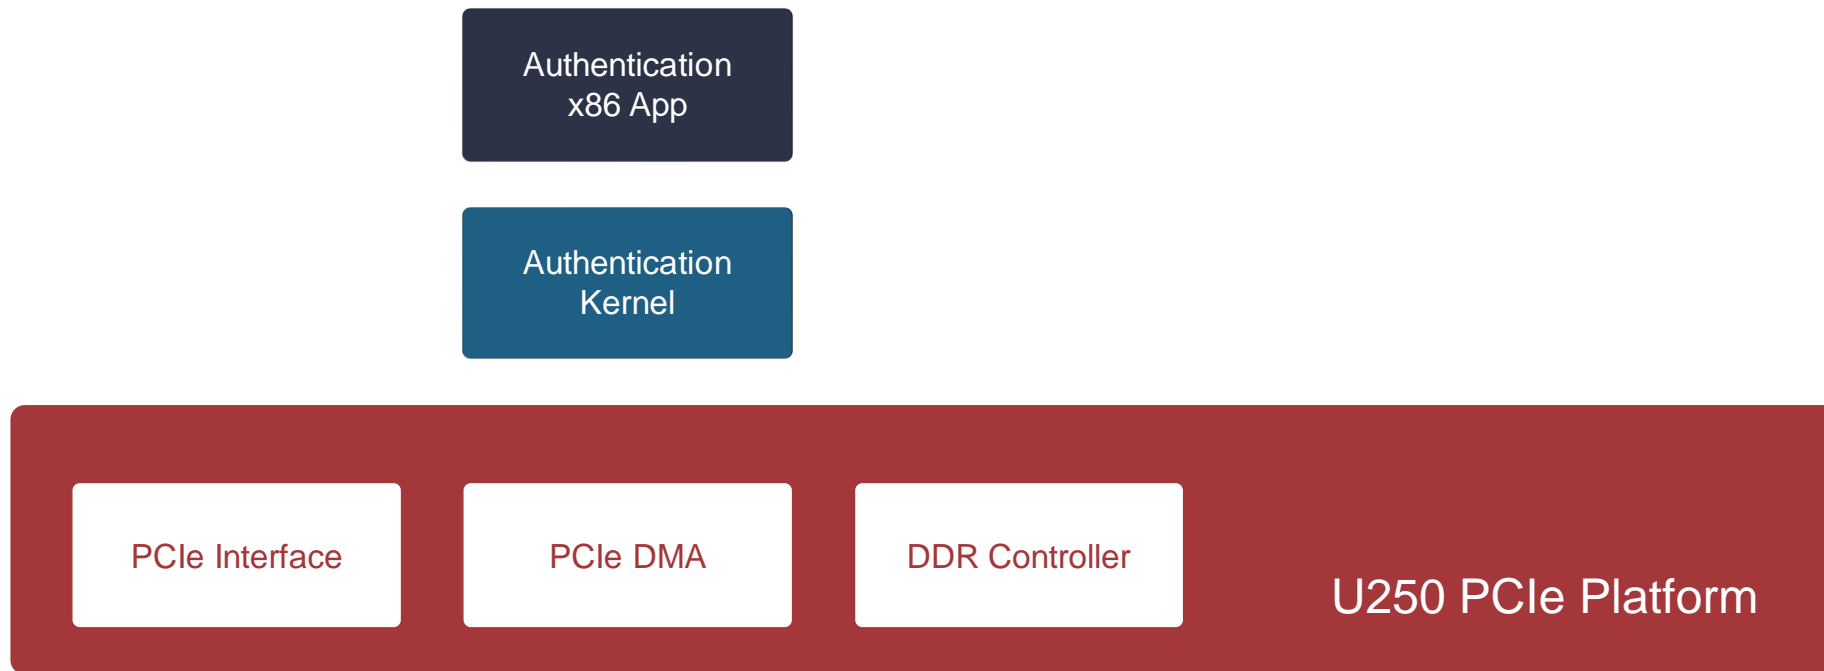 Authentication
x86 App
Authentication
Kernel
PCIe Interface
PCIe DMA
DDR Controller
U250 PCIe Platform